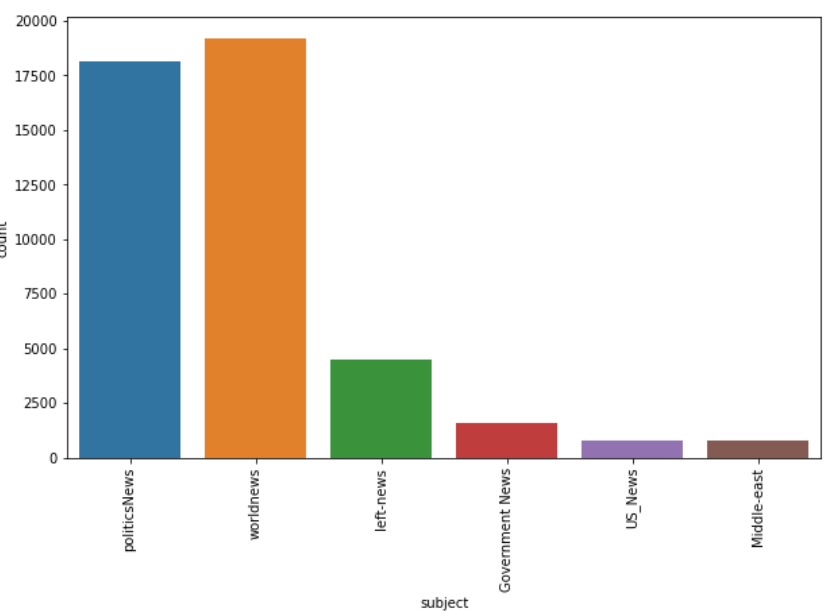 20000
17500
15000
12500
10000
7500
5000
2500
0
count
politicsNews
worldnews
left-news
Government News
US_News
Middle-east
subject